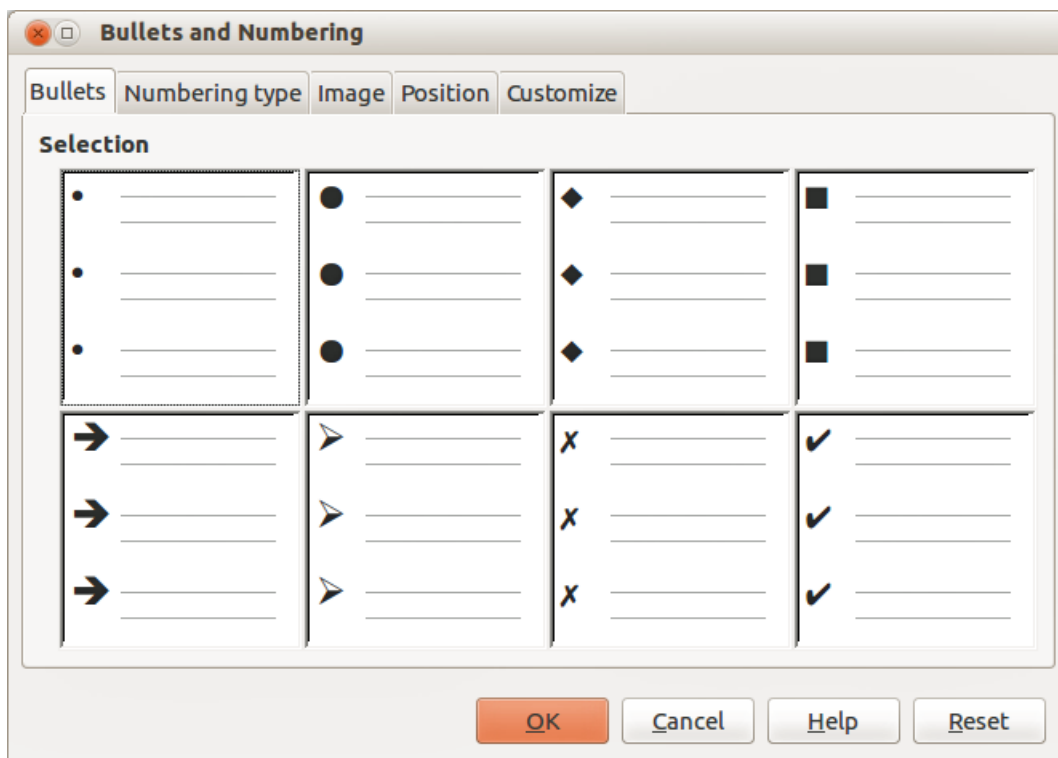 Bullets and Numbering
Bullets Numbering type Image Position Customize
Selection
OK Cancel Help Reset